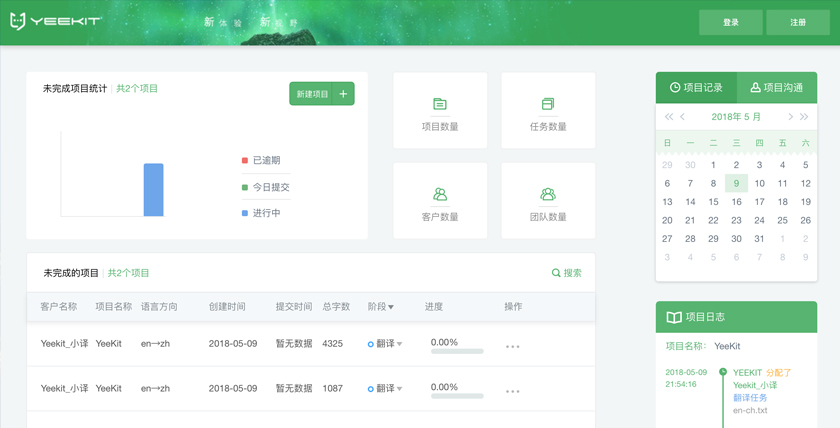 YEEKIT
新体验 新视野
登录
注册
未完成项目统计 共2个项目
新建项目 +
已逾期
今日提交
进行中
项目数量
任务数量
客户数量
团队数量
未完成的项目 共2个项目
搜索
客户名称 项目名称 语言方向 创建时间 提交时间 总字数 阶段 进度 操作
Yeekit_小译 YeeKit en→zh 2018-05-09 暂无数据 4325 翻译 0.00%
Yeekit_小译 YeeKit en→zh 2018-05-09 暂无数据 1087 翻译 0.00%
项目记录 项目沟通
2018年 5 月
日 一 二 三 四 五 六
29 30 1 2 3 4 5
6 7 8 9 10 11 12
13 14 15 16 17 18 19
20 21 22 23 24 25 26
27 28 29 30 31 1 2
3 4 5 6 7 8 9
项目日志
项目名称: YeeKit
2018-05-09
21:54:16
YEEKIT 分配了
Yeekit_小译
翻译任务
en-ch.txt